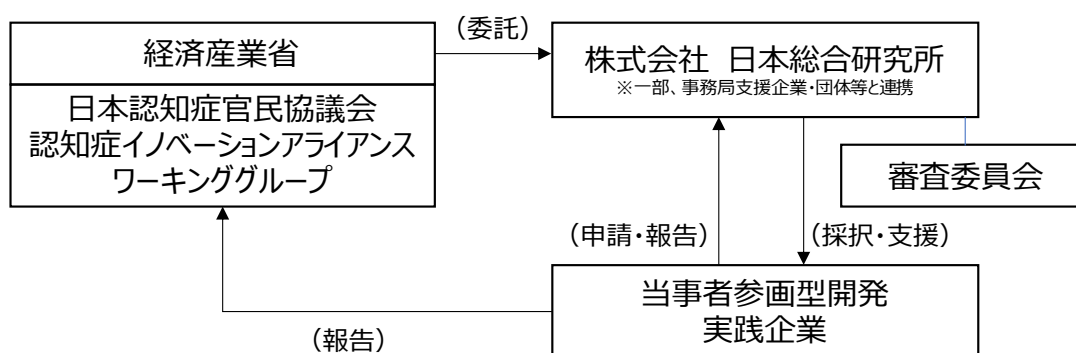 経済産業省
日本認知症官民協議会
認知症イノベーションアライアンス
ワーキンググループ
（委託）
株式会社 日本総合研究所
※一部、事務局支援企業・団体等と連携
審査委員会
（申請・報告）
（採択・支援）
当事者参画型開発
実践企業
（報告）